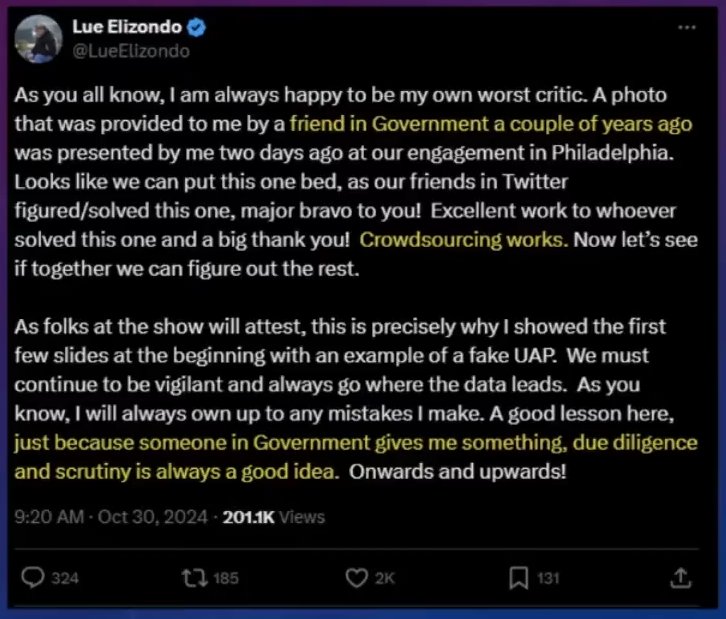 Lue Elizondo
@LueElizondo
As you all know, I am always happy to be my own worst critic. A photo
that was provided to me by a friend in Government a couple of years ago
was presented by me two days ago at our engagement in Philadelphia.
Looks like we can put this one bed, as our friends in Twitter
figured/solved this one, major bravo to you! Excellent work to whoever
solved this one and a big thank you! Crowdsourcing works. Now let's see
if together we can figure out the rest.
As folks at the show will attest, this is precisely why I showed the first
few slides at the beginning with an example of a fake UAP. We must
continue to be vigilant and always go where the data leads. As you
know, I will always own up to any mistakes I make. A good lesson here,
just because someone in Government gives me something, due diligence
and scrutiny is always a good idea. Onwards and upwards!
9:20 AM · Oct 30, 2024 · 201.1K Views
324 185 2K 131